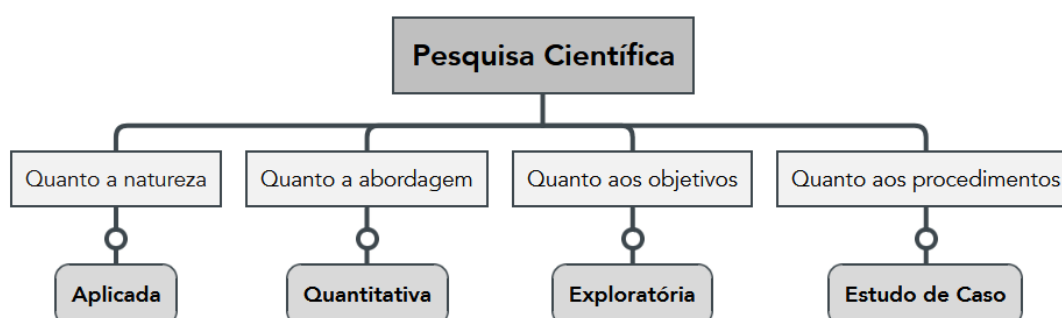 Pesquisa Científica
Quanto a natureza
Quanto a abordagem
Quanto aos objetivos
Quanto aos procedimentos
Aplicada
Quantitativa
Exploratória
Estudo de Caso